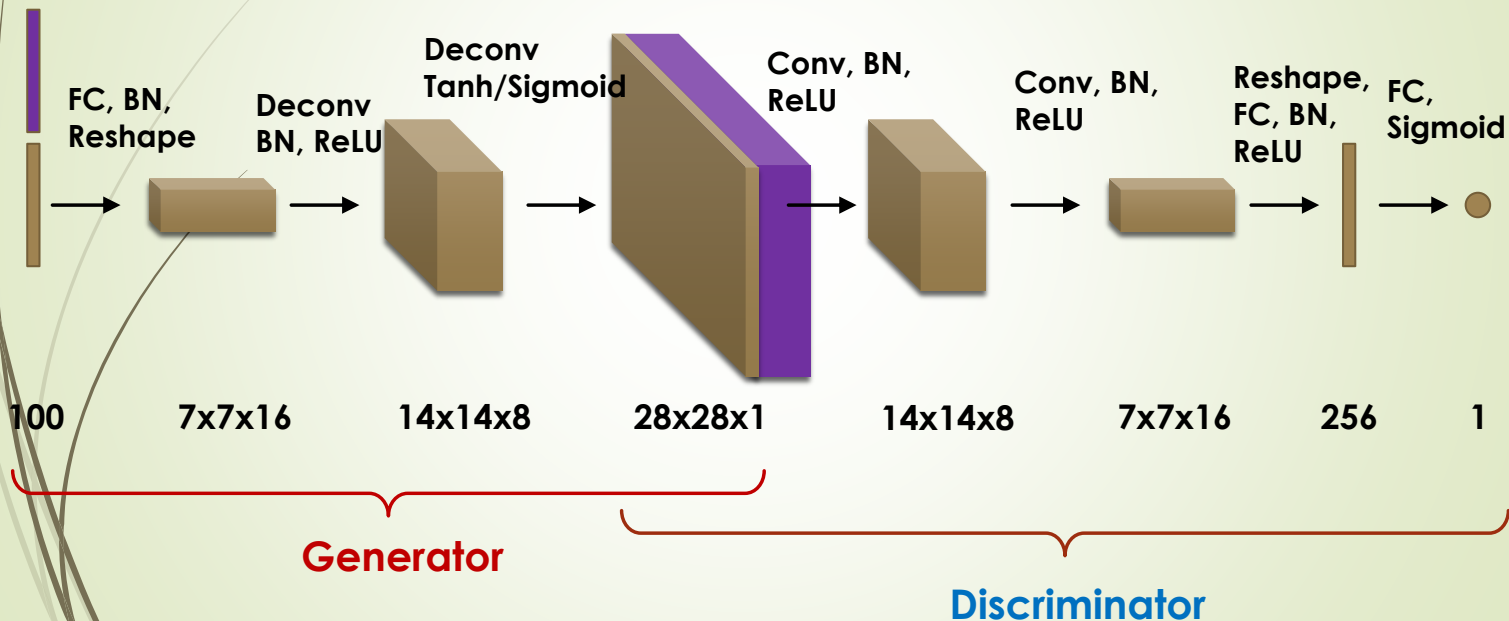 FC, BN,
Reshape
Deconv
BN, ReLU
Deconv
Tanh/Sigmoid
Conv, BN,
ReLU
Conv, BN,
ReLU
Reshape,
FC, BN,
ReLU
FC,
Sigmoid
100
7x7x16
14x14x8
28x28x1
14x14x8
7x7x16
256
1
Generator
Discriminator